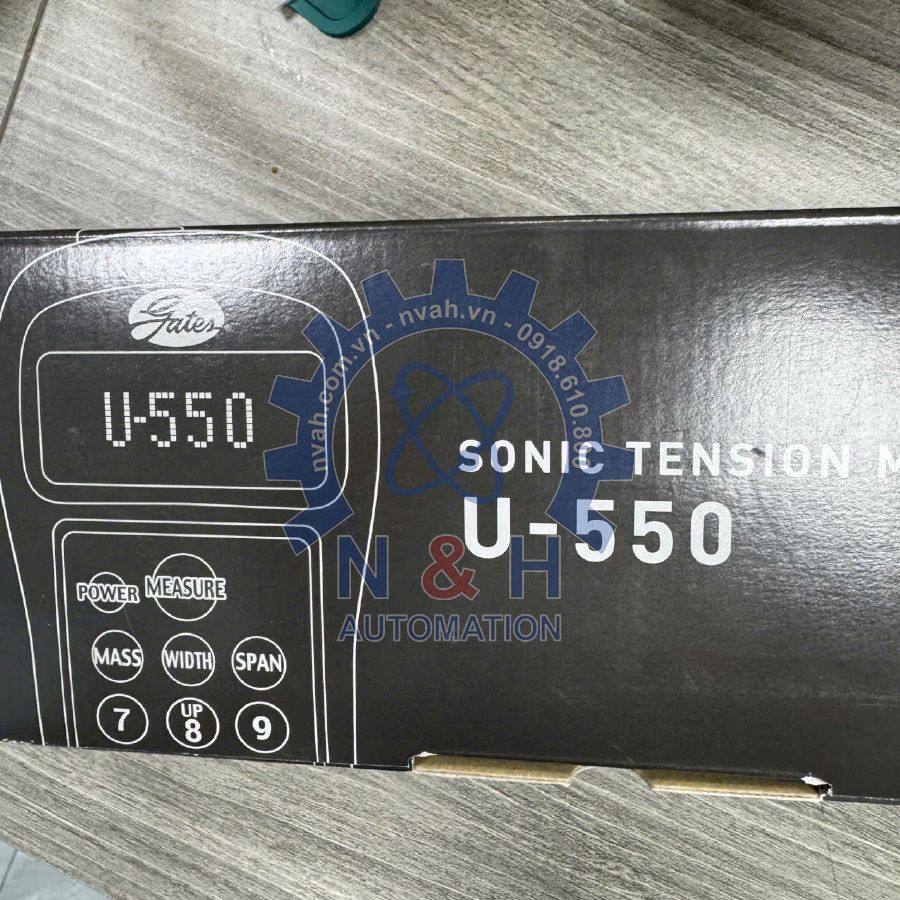 Gates
U-550
POWER MEASURE
MASS WIDTH SPAN
7 UP 8 9
SONIC TENSION M
U-550
nvah.com.vn - nvah.vn - 0918.610.8
N & H
AUTOMATION